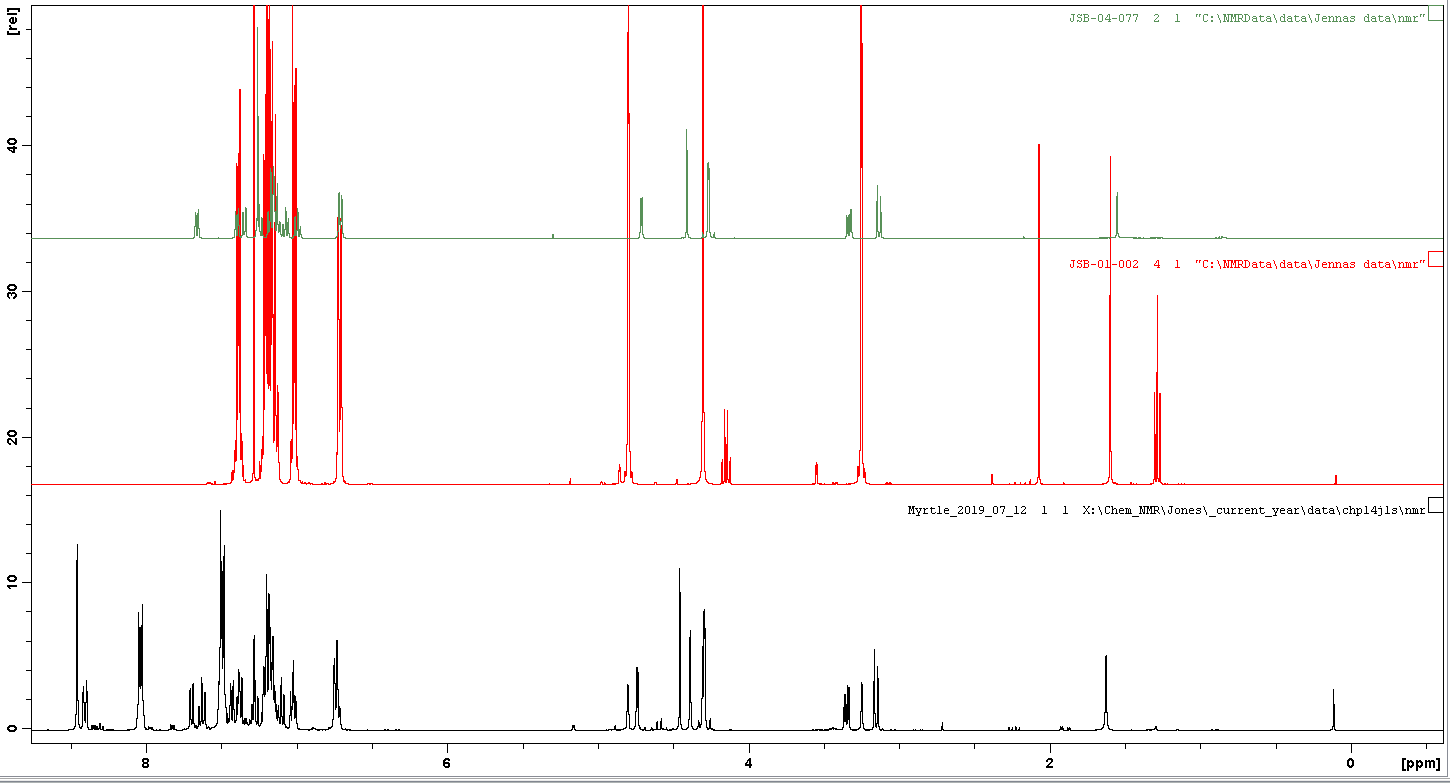 [rel]
JSB-04-077 2 1 "C:\NMRData\data\Jennas data\nmr"
40
JSB-01-002 4 1 "C:\NMRData\data\Jennas data\nmr"
30
20
Myrtle_2019_07_12 1 1 X:\Chem_NMR\Jones\_current_year\data\chpl4jls\nmr
10
0
8 6 4 2 0 [ppm]